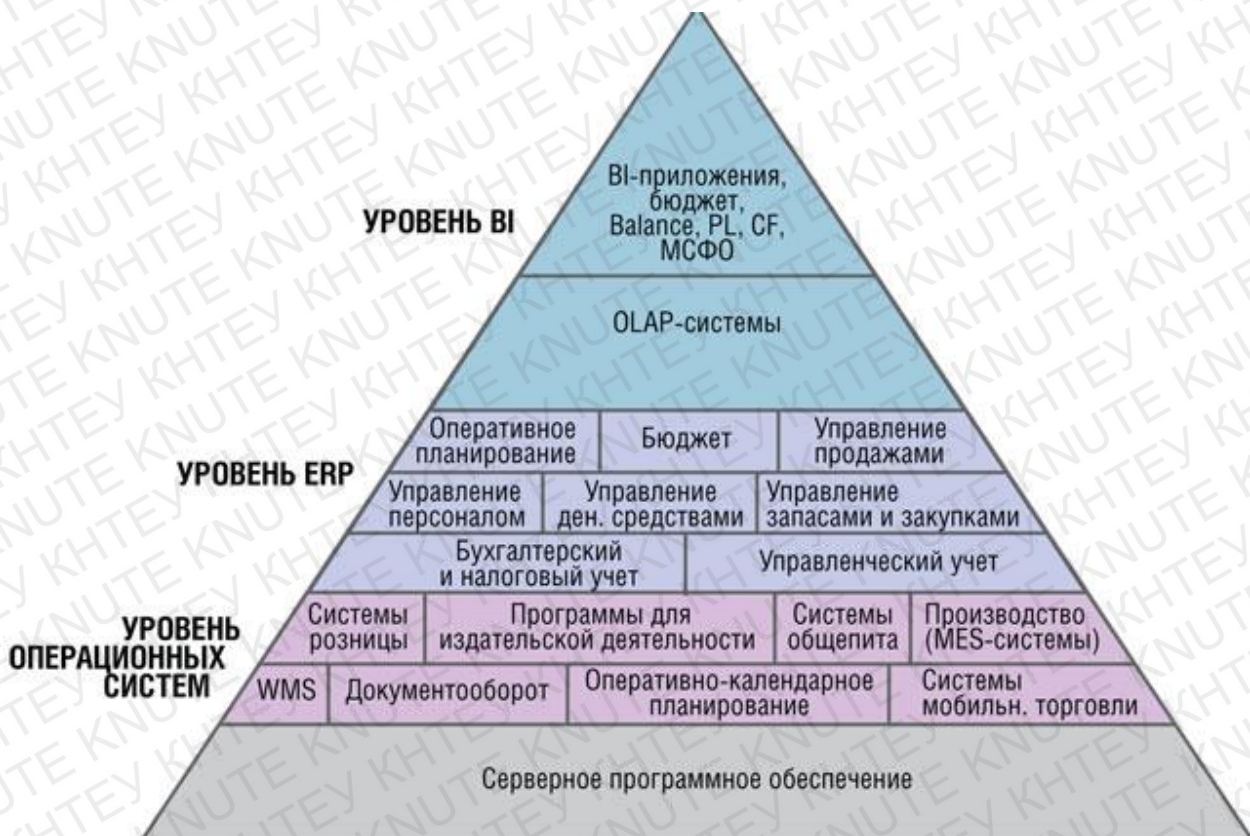 BI-приложения,
бюджет,
Balance, PL, CF,
МСФО
УРОВЕНЬ BI
OLAP-системы
Оперативное
планирование
Бюджет
Управление
продажами
УРОВЕНЬ ERP
Управление
персоналом
Управление
ден. средствами
Управление
запасами и закупками
Бухгалтерский
и налоговый учет
Управленческий учет
УРОВЕНЬ
ОПЕРАЦИОННЫХ
СИСТЕМ
Системы
розницы
Программы для
издательской деятельности
Системы
общепита
Производство
(MES-системы)
WMS
Документооборот
Оперативно-календарное
планирование
Системы
мобильн. торговли
Серверное программное обеспечение
KNUTE КНТЕУ